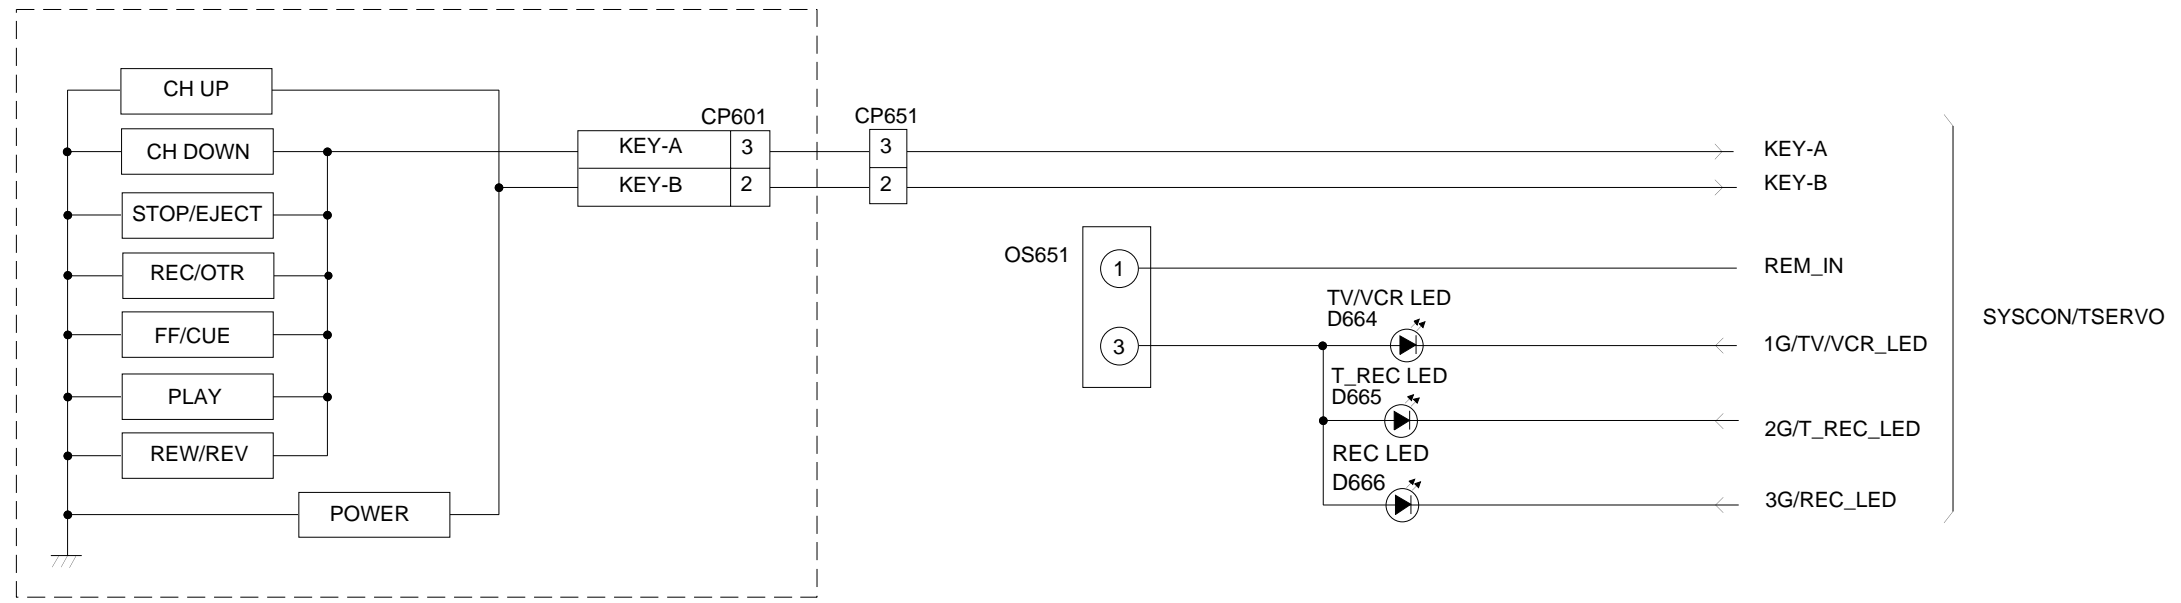 CH UP
CH DOWN
STOP/EJECT
REC/OTR
FF/CUE
PLAY
REW/REV
POWER
CP601
KEY-A 3
KEY-B 2
CP651
3
2
KEY-A
KEY-B
OS651
1
3
REM_IN
TV/VCR LED
D664
1G/TV/VCR_LED
T_REC LED
D665
2G/T_REC_LED
REC LED
D666
3G/REC_LED
SYSCON/TSERVO